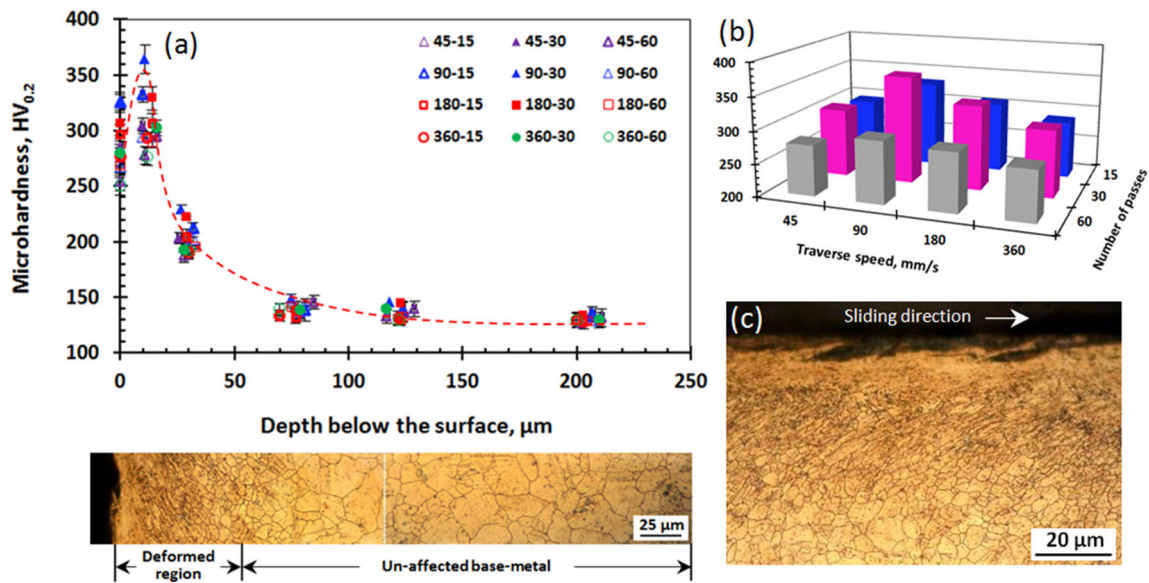 (a)
Microhardness, HV0.2
400
350
300
250
200
150
100
45-15 45-30 45-60
90-15 90-30 90-60
180-15 180-30 180-60
360-15 360-30 360-60
0 50 100 150 200 250
Depth below the surface, µm
25 µm
Deformed
region
Un-affected base-metal
(b)
400
350
300
250
200
45 90 180 360
Traverse speed, mm/s
15
30
60
Number of passes
(c)
Sliding direction
20 µm